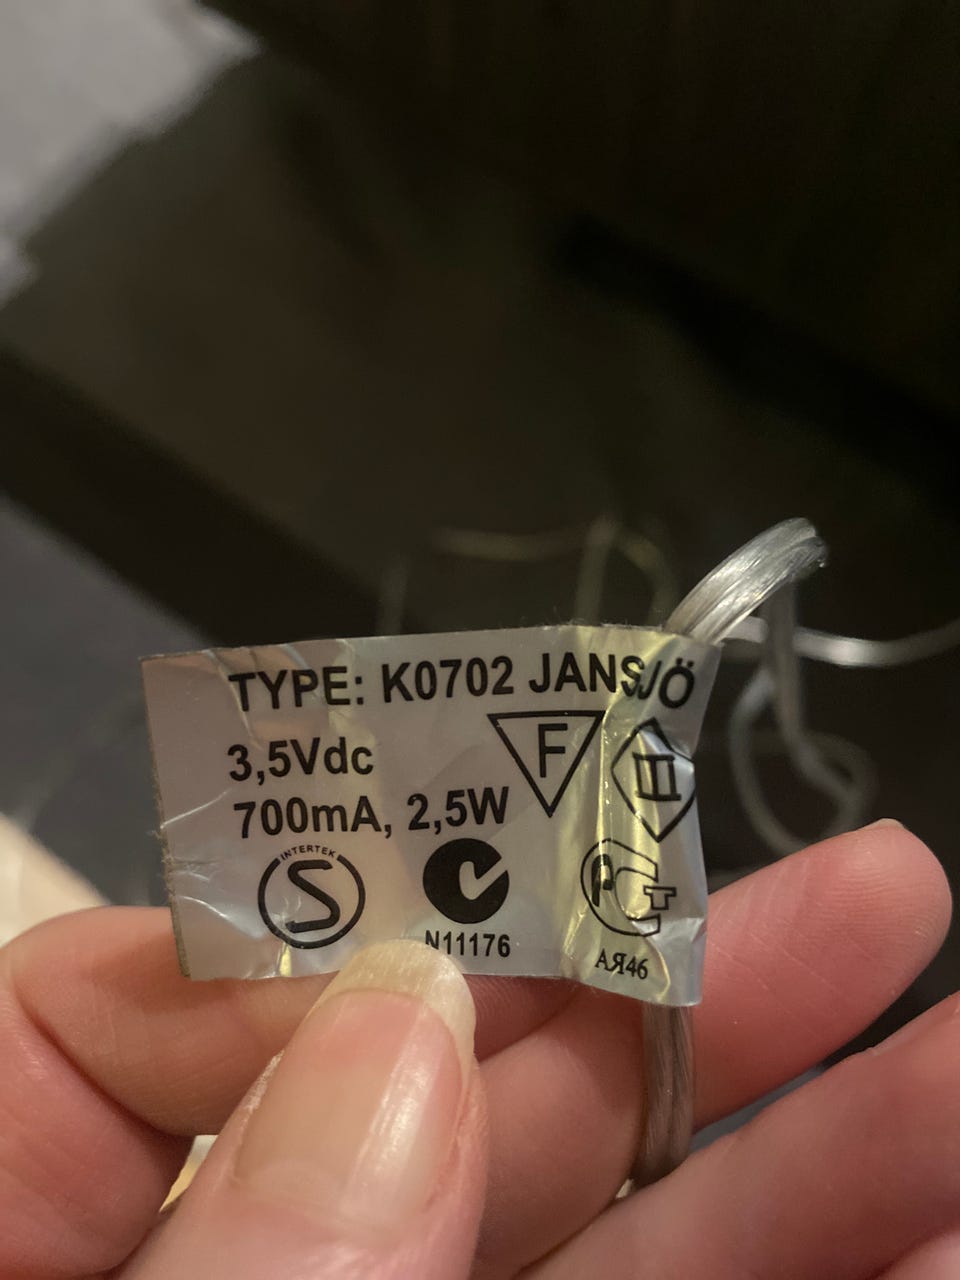 TYPE: K0702 JANSJÖ
3,5Vdc
F
700mA, 2,5W
INTERTEK
S
N11176
АЯ46